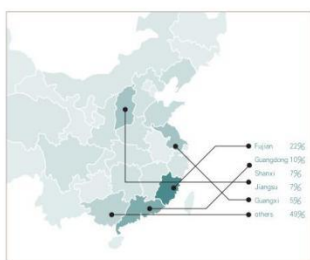 Fujian 22%
Guangdong 10%
Shanxi 7%
Jiangsu 7%
Guangxi 5%
others 49%